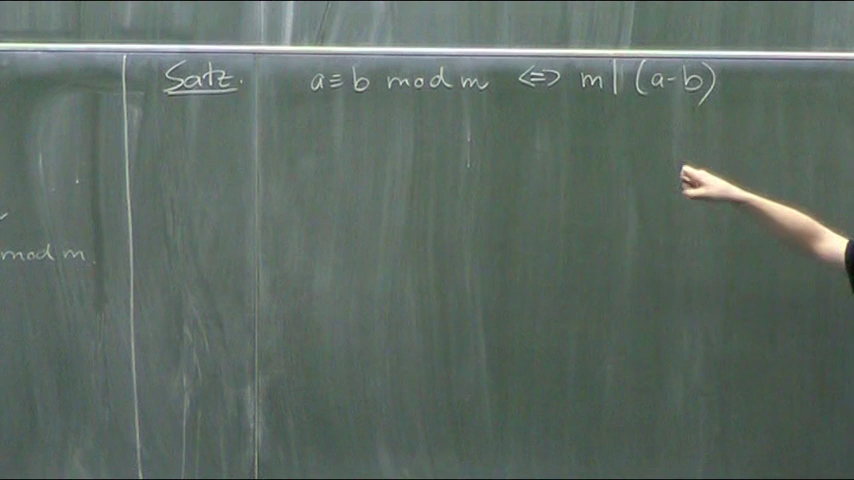 Satz. a ≡ b mod m ⇔ m | (a-b)
mod m.